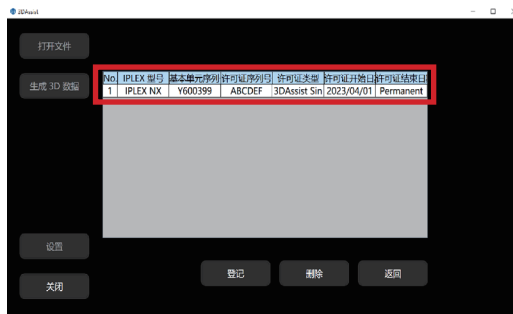 3DAssist
打开文件
生成 3D 数据
No. IPLEX 型号 基本单元序列 许可证序列号 许可证类型 许可证开始日 许可证结束日
1 IPLEX NX Y600399 ABCDEF 3DAssist Sin 2023/04/01 Permanent
设置
登记 删除 返回
关闭